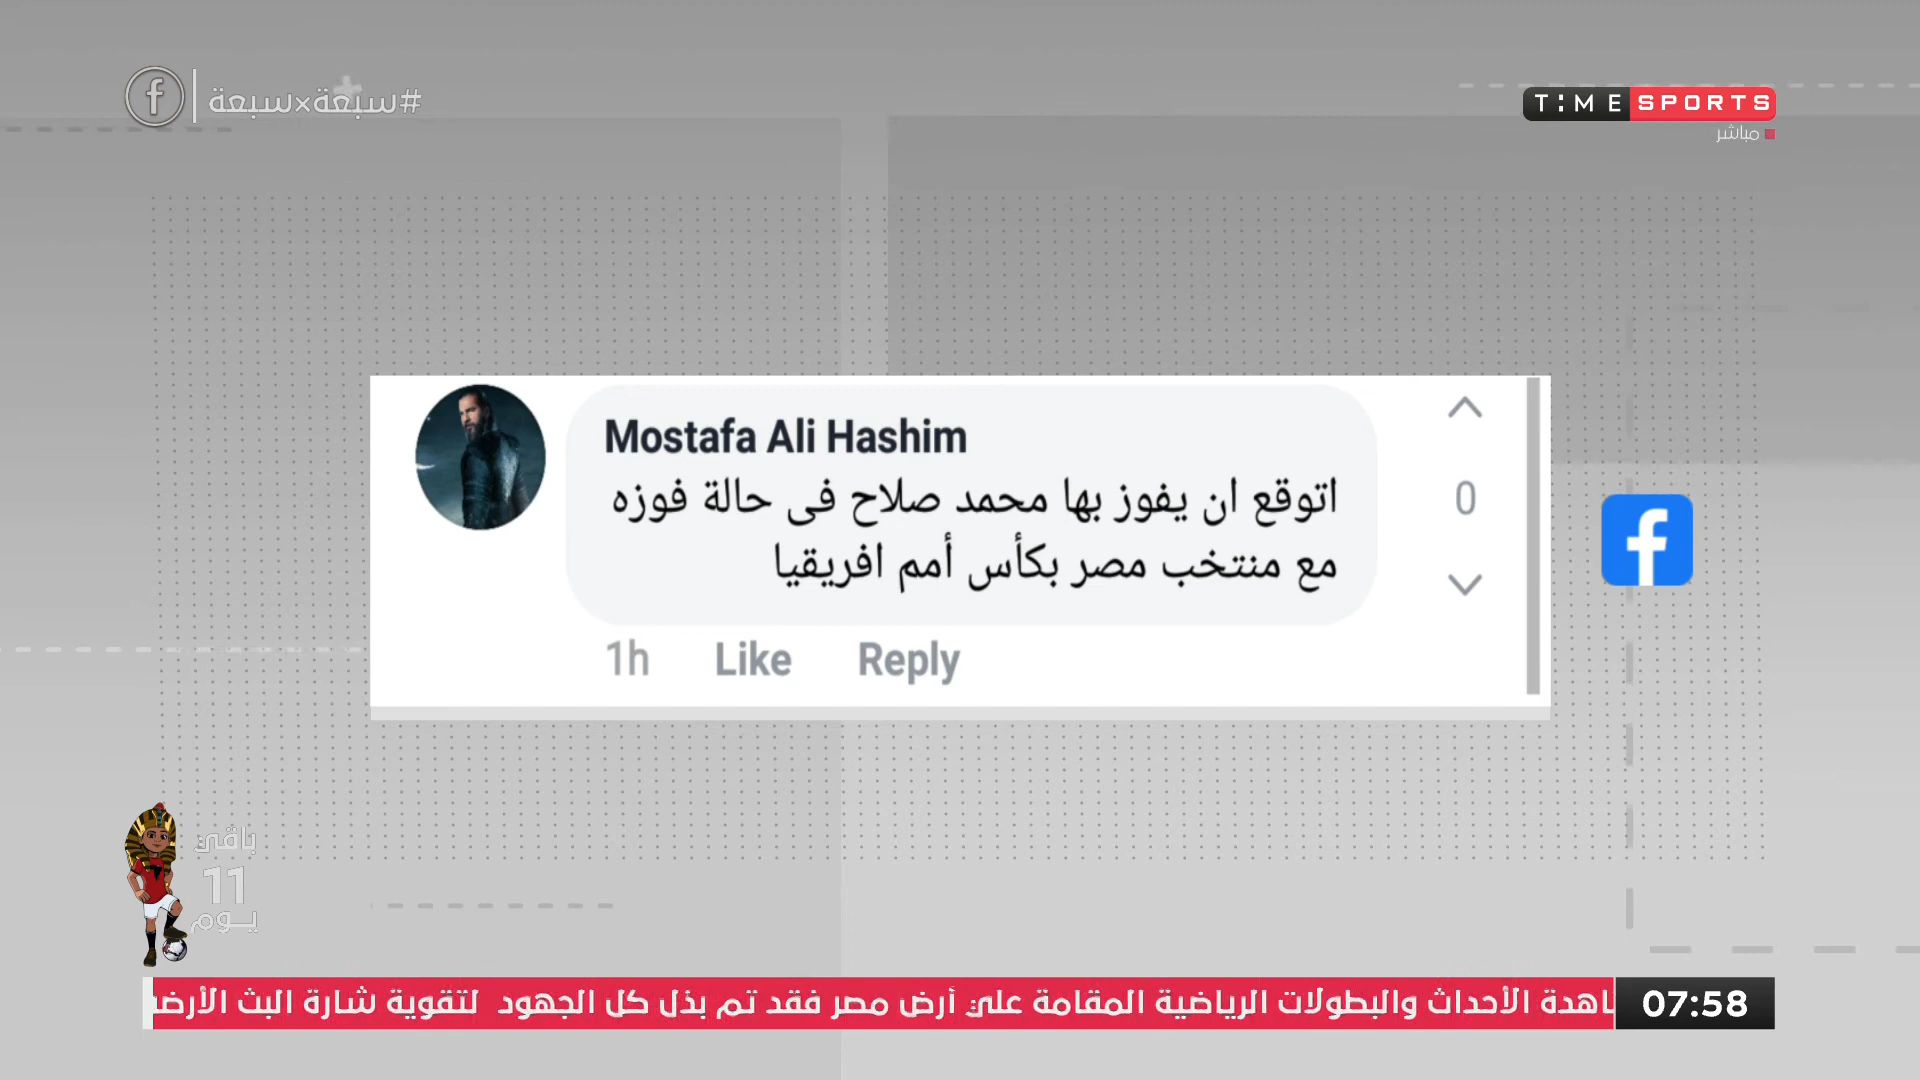 #سبعة×سبعة
TIME SPORTS
مباشر
Mostafa Ali Hashim
اتوقع ان يفوز بها محمد صلاح فى حالة فوزه
مع منتخب مصر بكأس أمم افريقيا
0
1h Like Reply
باقي
11
يوم
الأحداث والبطولات الرياضية المقامة علي أرض مصر فقد تم بذل كل الجهود لتقوية شارة البث
07:58